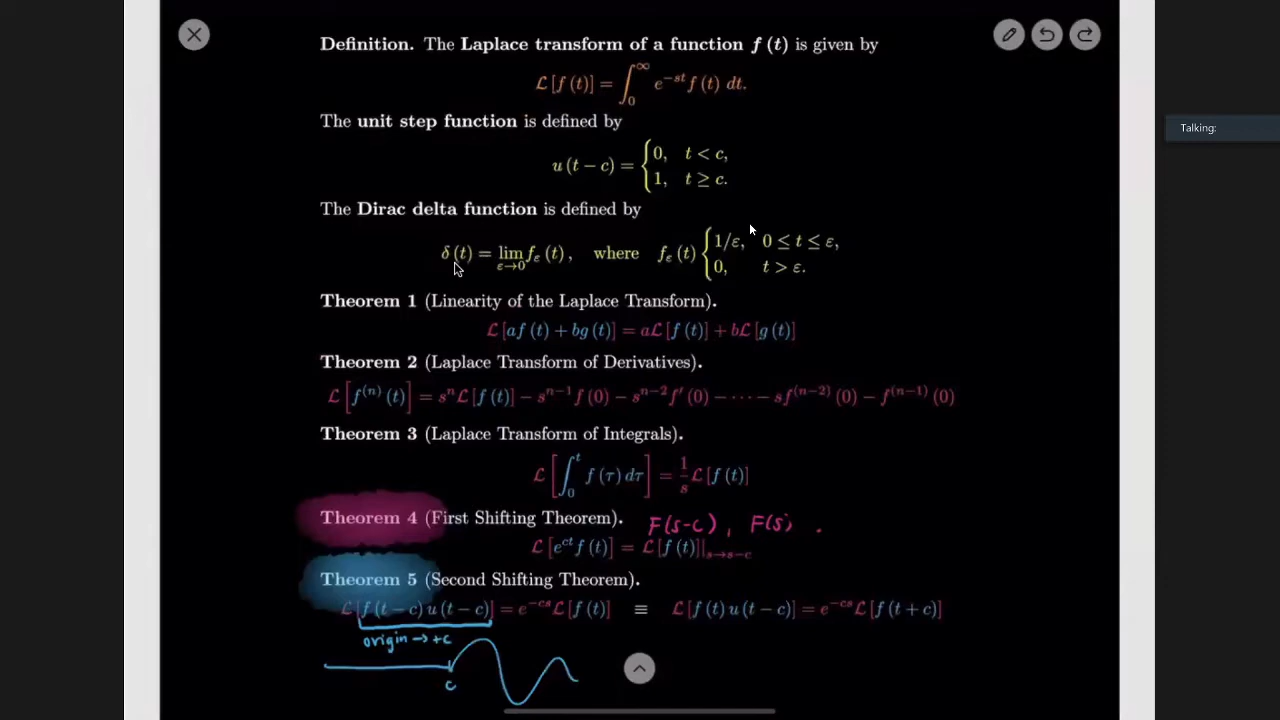 Definition. The Laplace transform of a function f (t) is given by
ℒ [f (t)] = ∫₀^∞ e^{−st} f (t) dt.
Talking:
The unit step function is defined by
u (t − c) = { 0, t < c,
1, t ≥ c.
The Dirac delta function is defined by
δ (t) = lim_{ε→0} f_ε (t) , where f_ε (t) { 1/ε, 0 ≤ t ≤ ε,
0, t > ε.
Theorem 1 (Linearity of the Laplace Transform).
ℒ [af (t) + bg (t)] = aℒ [f (t)] + bℒ [g (t)]
Theorem 2 (Laplace Transform of Derivatives).
ℒ [f^{(n)} (t)] = s^n ℒ [f (t)] − s^{n−1} f (0) − s^{n−2} f′ (0) − · · · − sf^{(n−2)} (0) − f^{(n−1)} (0)
Theorem 3 (Laplace Transform of Integrals).
ℒ [∫₀^t f (τ) dτ] = 1/s ℒ [f (t)]
Theorem 4 (First Shifting Theorem). F(s-c) , F(s) .
ℒ [e^{ct} f (t)] = ℒ [f (t)]|_{s→s−c}
Theorem 5 (Second Shifting Theorem).
ℒ [f (t − c) u (t − c)] = e^{−cs} ℒ [f (t)] ≡ ℒ [f (t) u (t − c)] = e^{−cs} ℒ [f (t + c)]
origin → +c
c